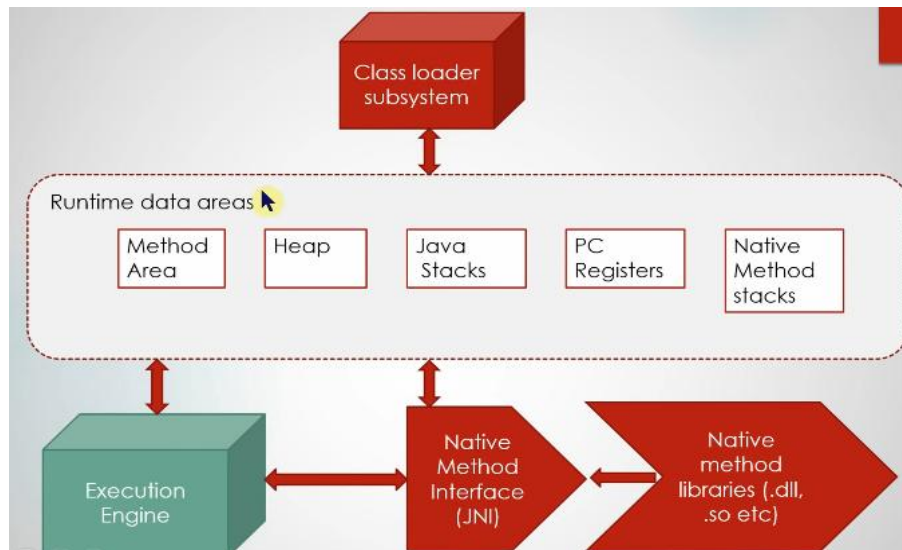 Class loader
subsystem
Runtime data areas
Method
Area
Heap
Java
Stacks
PC
Registers
Native
Method
stacks
Execution
Engine
Native
Method
Interface
(JNI)
Native
method
libraries (.dll,
.so etc)